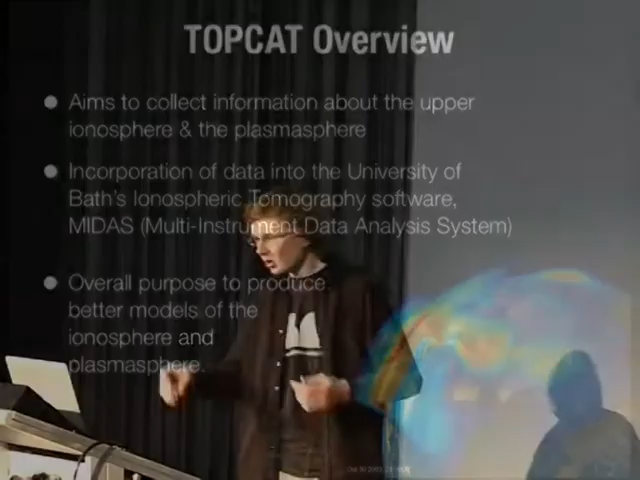 TOPCAT Overview
Aims to collect information about the upper
ionosphere & the plasmasphere
Incorporation of data into the University of
Bath's Ionospheric Tomography software,
MIDAS (Multi-Instrument Data Analysis System)
Overall purpose to produce
better models of the
ionosphere and
plasmasphere.